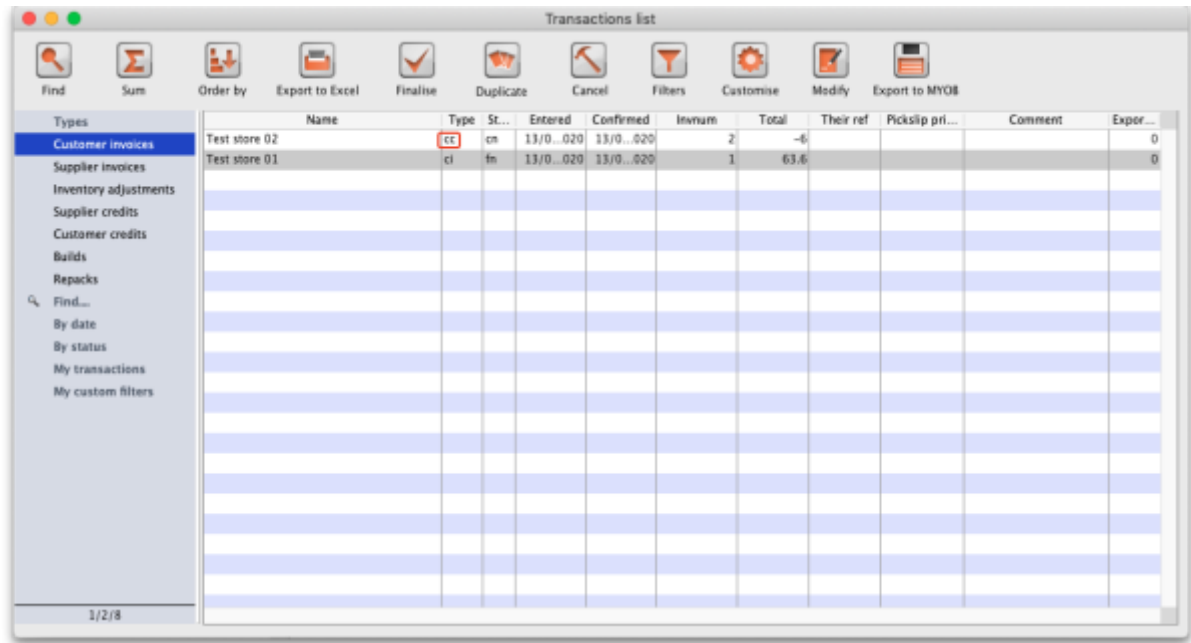 Transactions list
Find Sum Order by Export to Excel Finalise Duplicate Cancel Filters Customise Modify Export to MYOB
Types
Customer invoices
Supplier invoices
Inventory adjustments
Supplier credits
Customer credits
Builds
Repacks
Find...
By date
By status
My transactions
My custom filters
1/2/8
Name Type St... Entered Confirmed Invnum Total Their ref Pickslip pri... Comment Expor...
Test store 02 cc cn 13/0...020 13/0...020 2 -6 0
Test store 01 ci fn 13/0...020 13/0...020 1 63.6 0